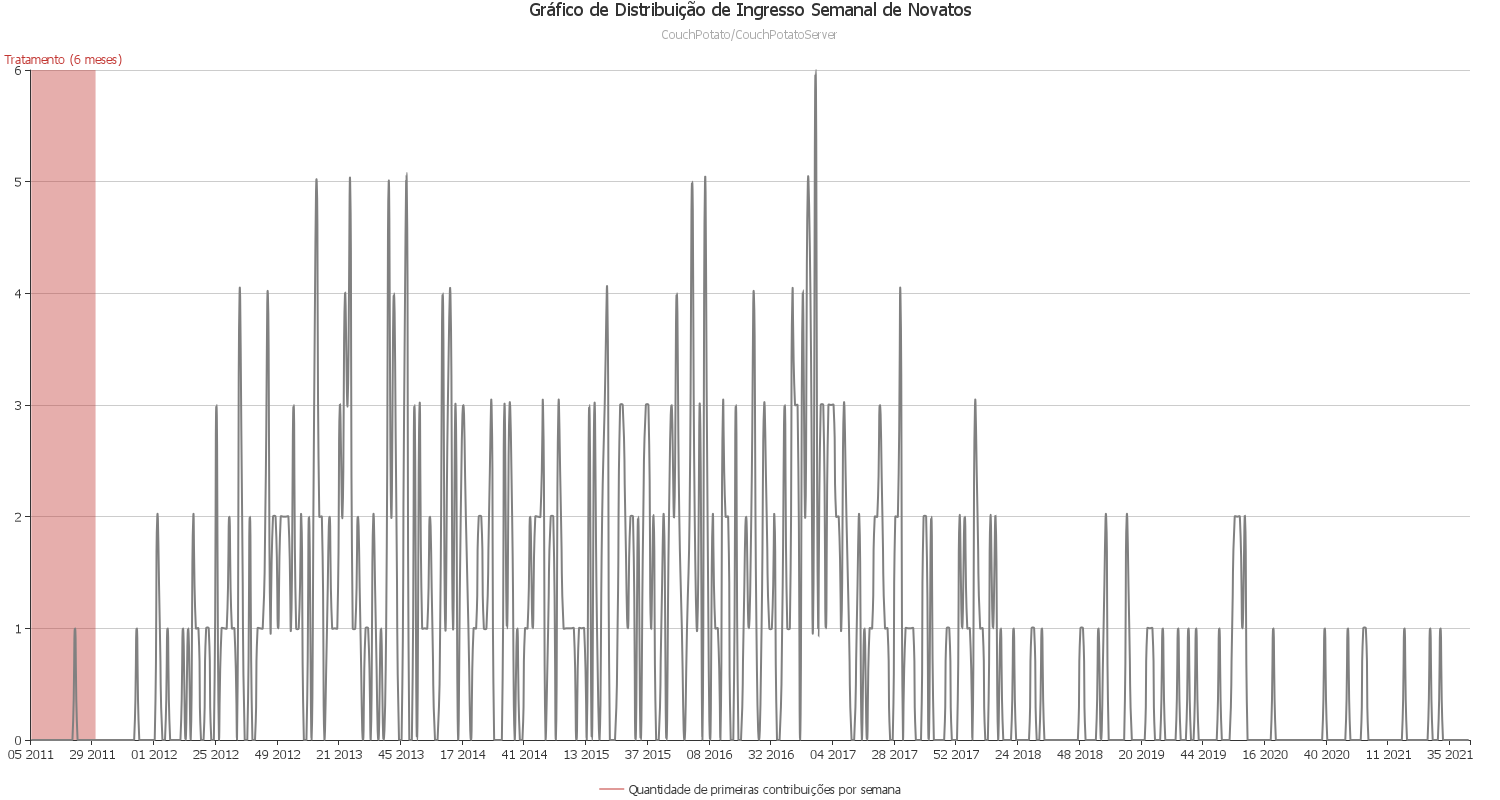 Gráfico de Distribuição de Ingresso Semanal de Novatos
CouchPotato/CouchPotatoServer
Tratamento (6 meses)
6
5
4
3
2
1
0
05 2011 29 2011 01 2012 25 2012 49 2012 21 2013 45 2013 17 2014 41 2014 13 2015 37 2015 08 2016 32 2016 04 2017 28 2017 52 2017 24 2018 48 2018 20 2019 44 2019 16 2020 40 2020 11 2021 35 2021
Quantidade de primeiras contribuições por semana